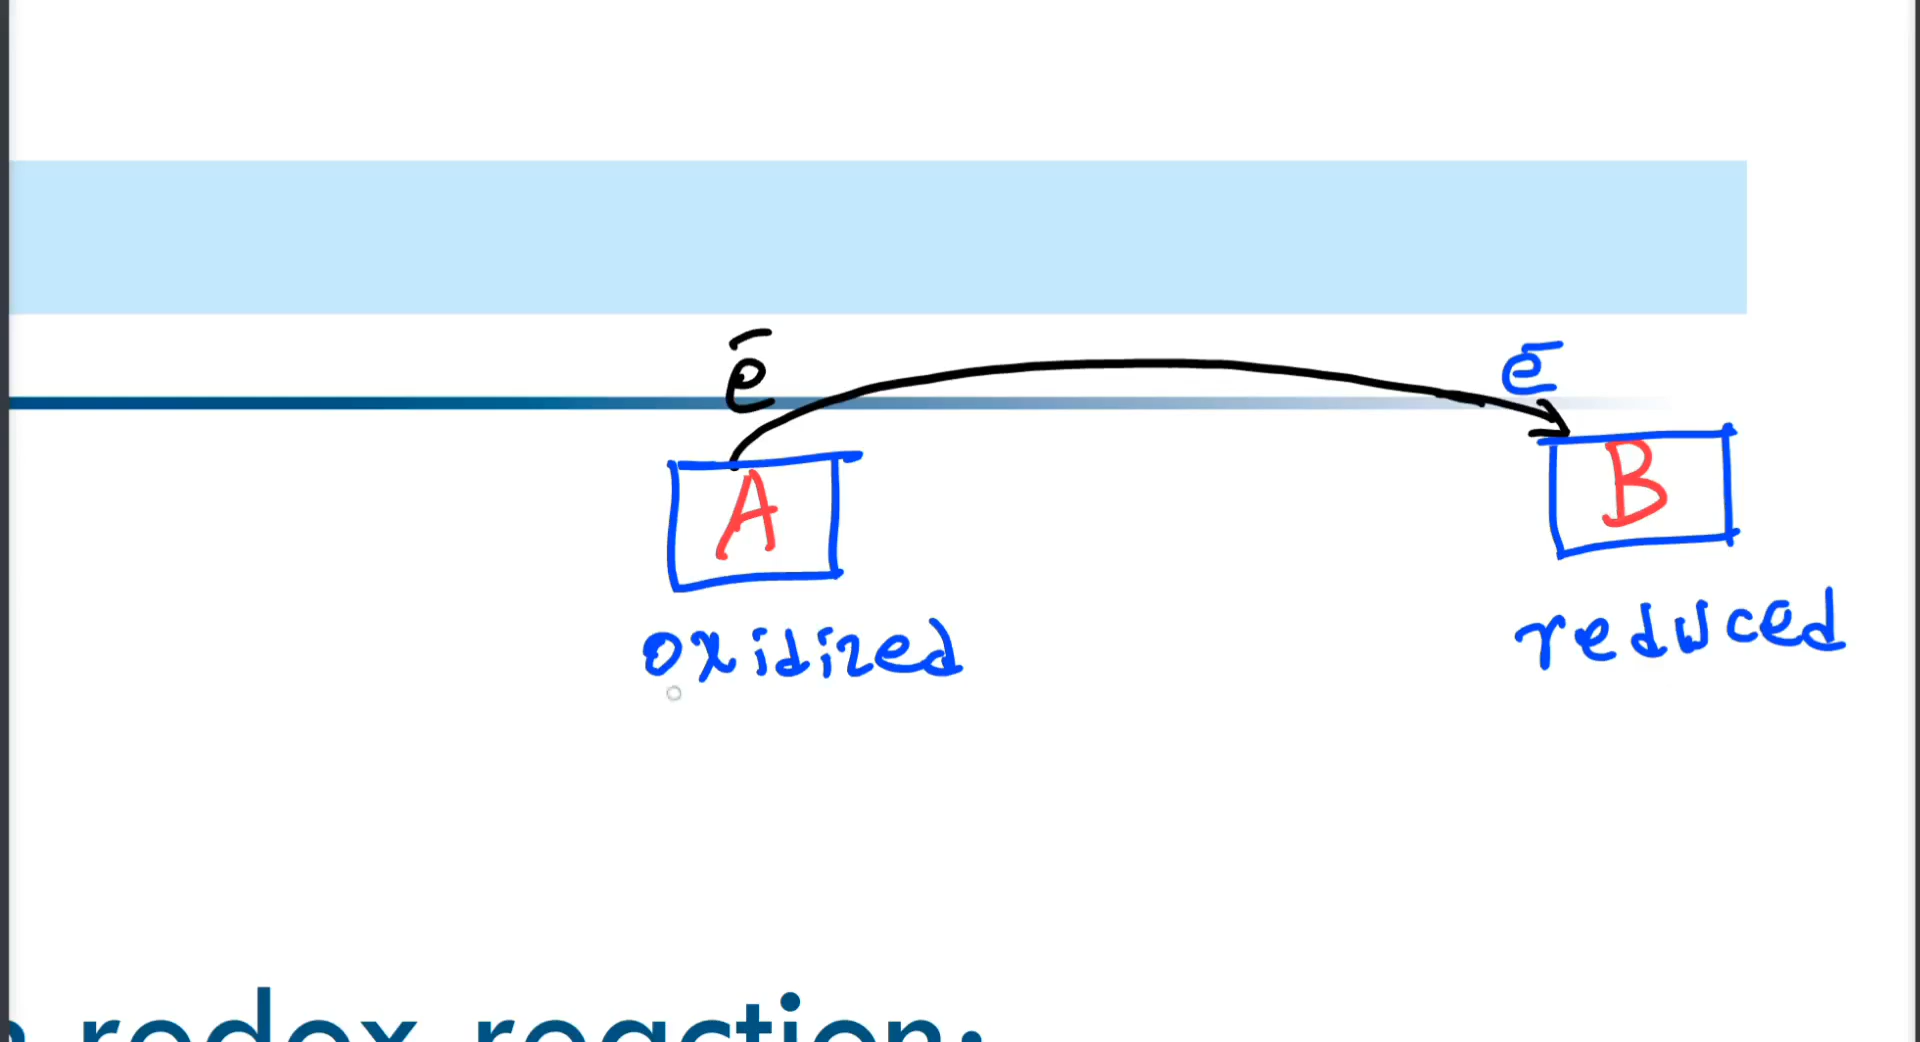 e⁻ e⁻
A B
oxidized reduced
redox reaction: